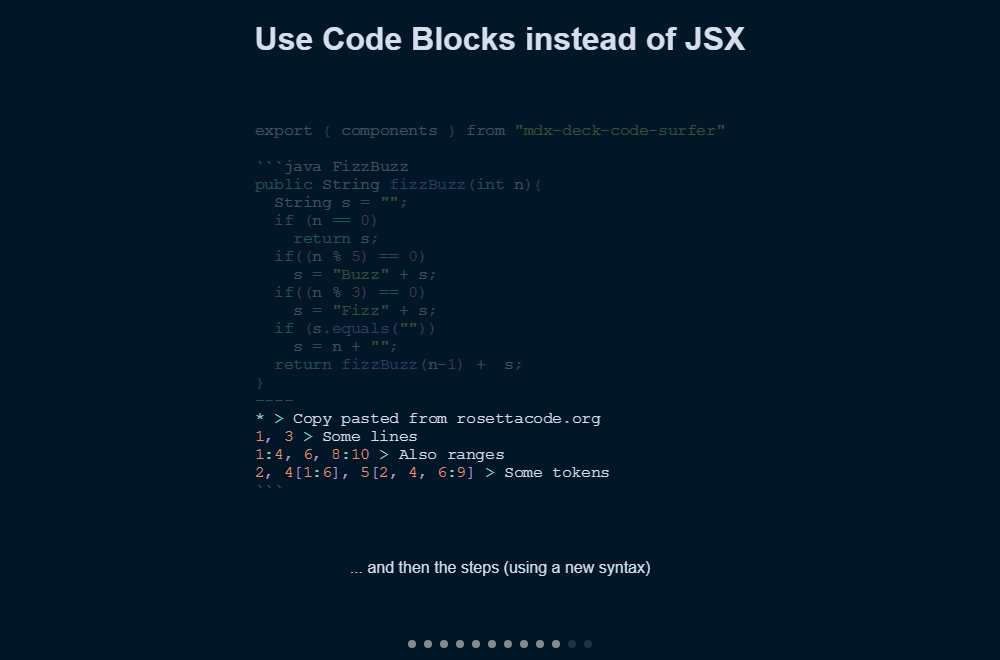 Use Code Blocks instead of JSX
export { components } from "mdx-deck-code-surfer"
```java FizzBuzz
public String fizzBuzz(int n){
  String s = "";
  if (n == 0)
    return s;
  if((n % 5) == 0)
    s = "Buzz" + s;
  if((n % 3) == 0)
    s = "Fizz" + s;
  if (s.equals(""))
    s = n + "";
  return fizzBuzz(n-1) +  s;
}
----
* > Copy pasted from rosettacode.org
1, 3 > Some lines
1:4, 6, 8:10 > Also ranges
2, 4[1:6], 5[2, 4, 6:9] > Some tokens
```
... and then the steps (using a new syntax)